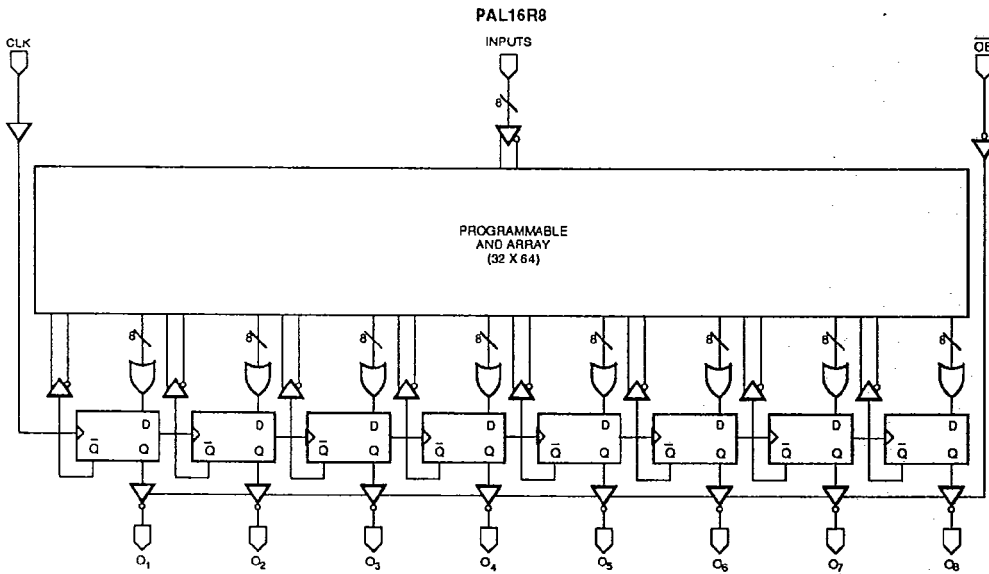 PAL16R8
CLK INPUTS OE
8
PROGRAMMABLE
AND ARRAY
(32 X 64)
8 8 8 8 8 8 8 8
D D D D D D D D
Q Q Q Q Q Q Q Q Q Q Q Q Q Q Q Q
O1 O2 O3 O4 O5 O6 O7 O8